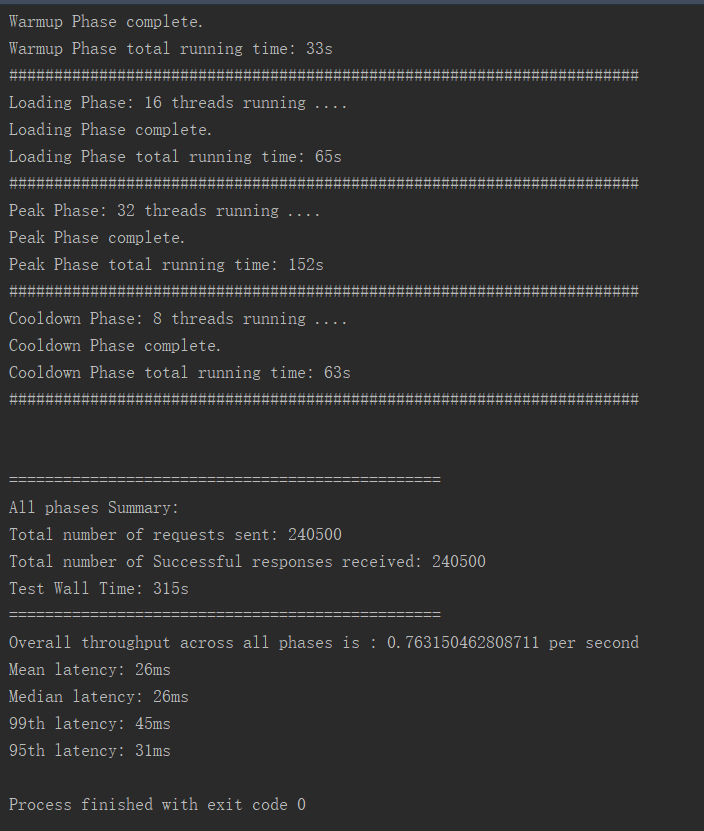 Warmup Phase complete.
Warmup Phase total running time: 33s
######################################################################
Loading Phase: 16 threads running ....
Loading Phase complete.
Loading Phase total running time: 65s
######################################################################
Peak Phase: 32 threads running ....
Peak Phase complete.
Peak Phase total running time: 152s
######################################################################
Cooldown Phase: 8 threads running ....
Cooldown Phase complete.
Cooldown Phase total running time: 63s
######################################################################
================================================
All phases Summary:
Total number of requests sent: 240500
Total number of Successful responses received: 240500
Test Wall Time: 315s
================================================
Overall throughput across all phases is : 0.763150462808711 per second
Mean latency: 26ms
Median latency: 26ms
99th latency: 45ms
95th latency: 31ms
Process finished with exit code 0